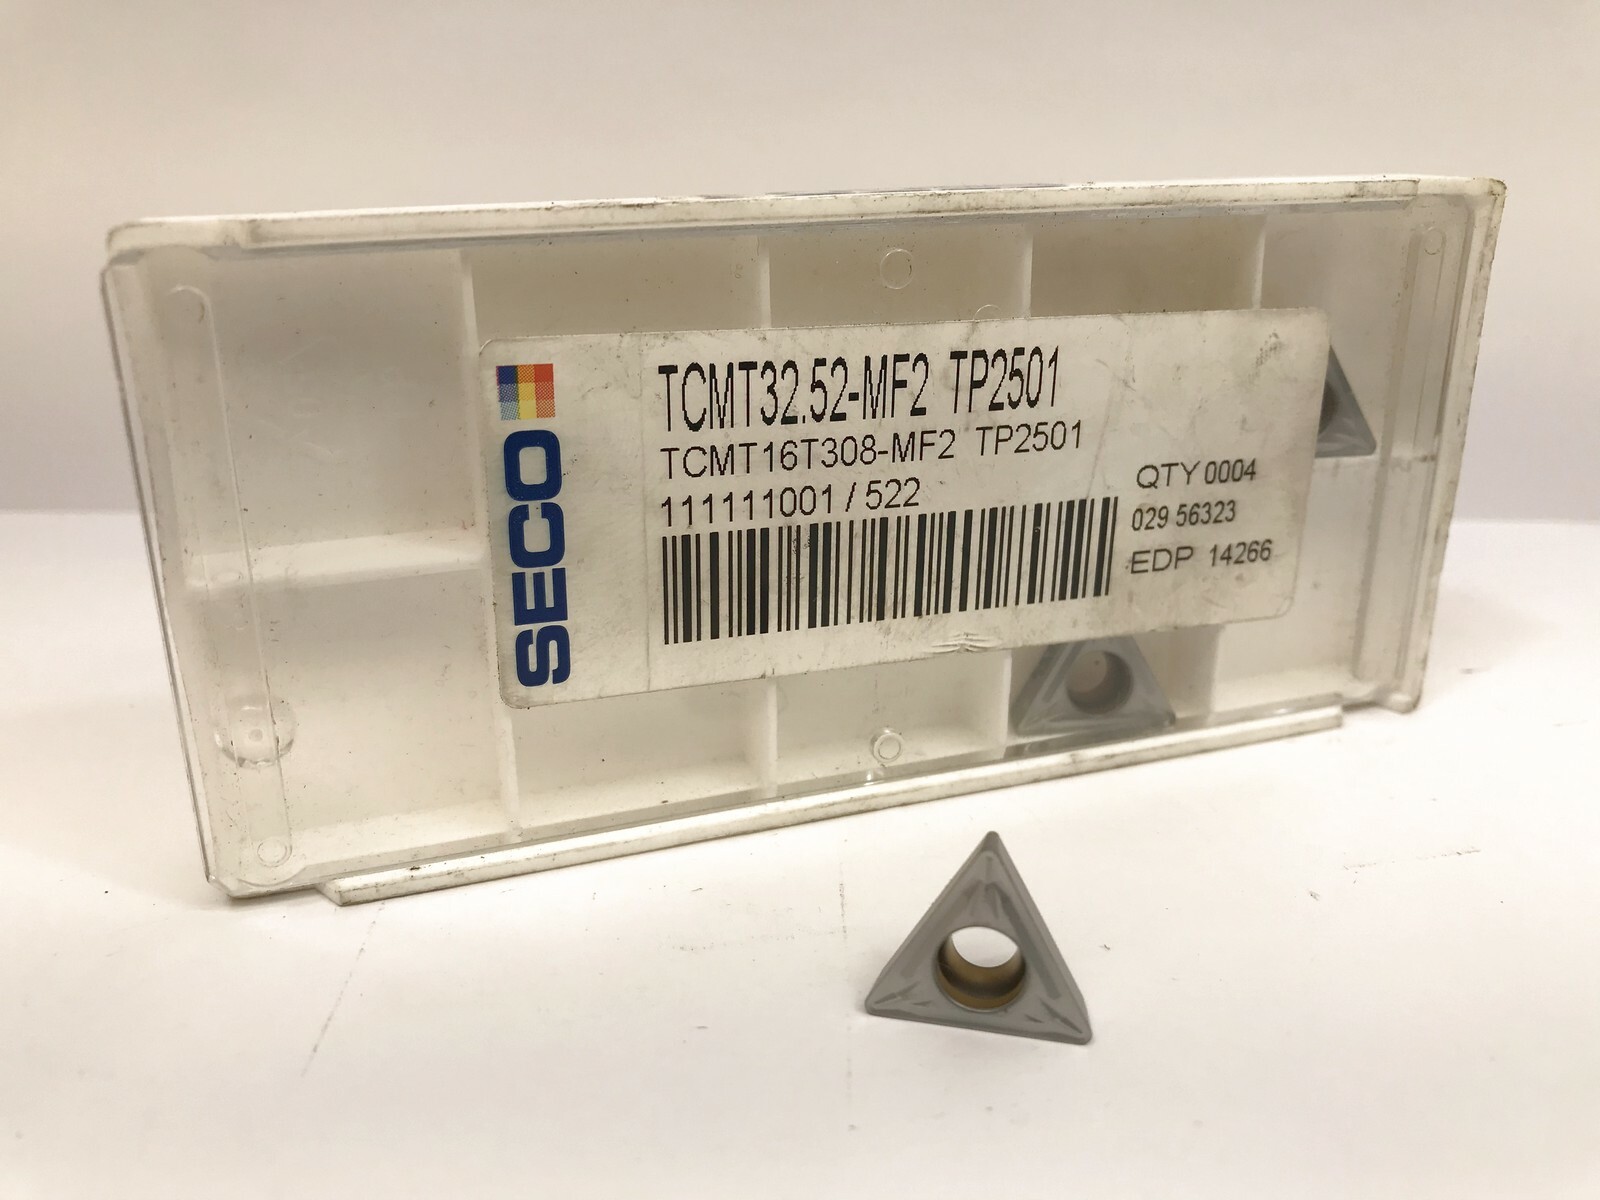 SECO
TCMT32.52-MF2 TP2501
TCMT16T308-MF2 TP2501
111111001 / 522
QTY 0004
029 56323
EDP 14266